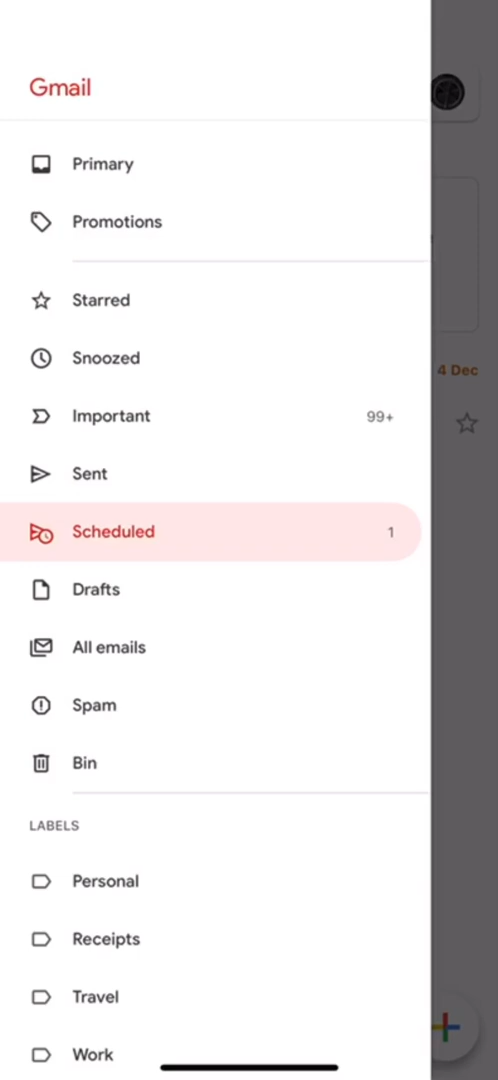 Gmail
Primary
Promotions
Starred
Snoozed
4 Dec
Important 99+
Sent
Scheduled 1
Drafts
All emails
Spam
Bin
LABELS
Personal
Receipts
Travel
Work